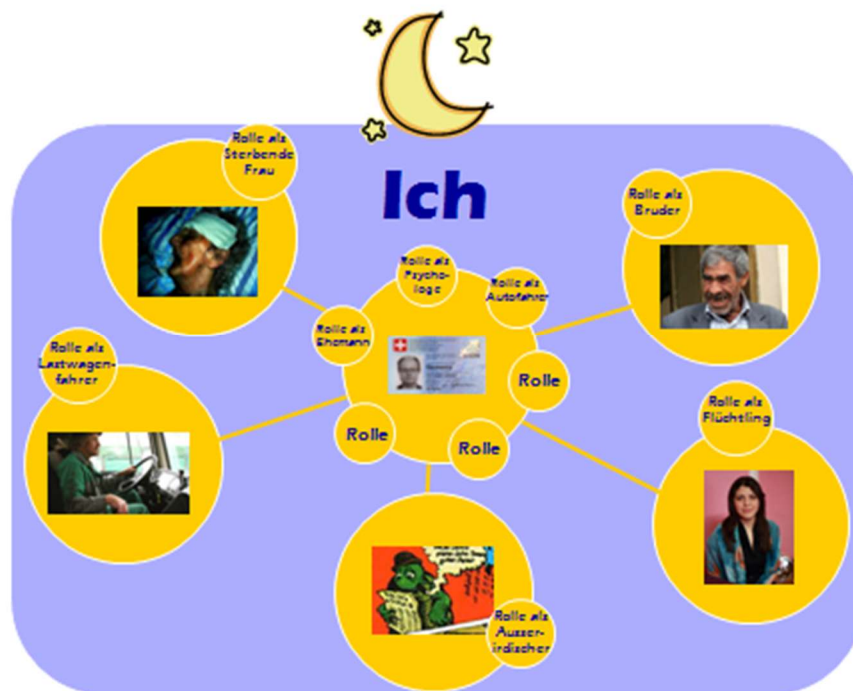 Rolle als
Sterbende
Frau
Ich
Rolle als
Bruder
Rolle als
Psycho-
loge
Rolle als
Autofahrer
Rolle als
Ehemann
Rolle als
Lastwagen-
fahrer
Rolle
Rolle als
Flüchtling
Rolle
Rolle
Rolle als
Ausser-
irdischer